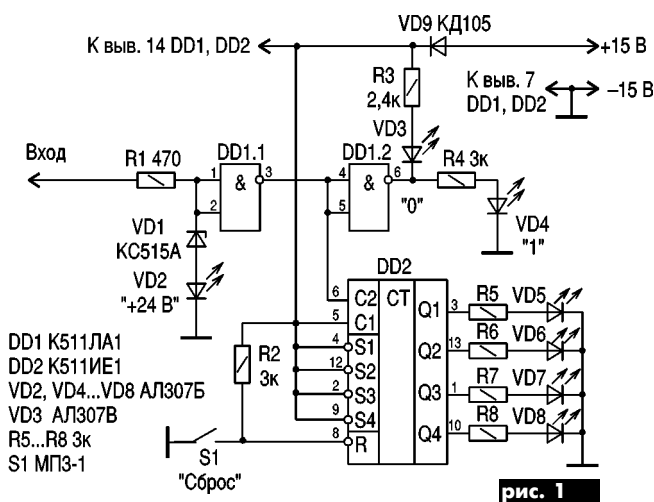 VD9 КД105
К выв. 14 DD1, DD2
+15 В
R3
2,4к
К выв. 7
DD1, DD2
–15 В
VD3
Вход
R1 470
DD1.1
DD1.2
R4 3к
1
&
3
4
&
6
2
5
"0"
VD1
КС515А
VD4
"1"
VD2
"+24 В"
DD2
6
C2
CT
Q1
3
R5
VD5
5
C1
4
S1
Q2
13
R6
VD6
12
S2
2
S3
Q3
1
R7
VD7
9
S4
8
R
Q4
10
R8
VD8
R2
3к
S1
"Сброс"
DD1 К511ЛА1
DD2 К511ИЕ1
VD2, VD4...VD8 АЛ307Б
VD3 АЛ307В
R5...R8 3к
S1 МП3-1
рис. 1